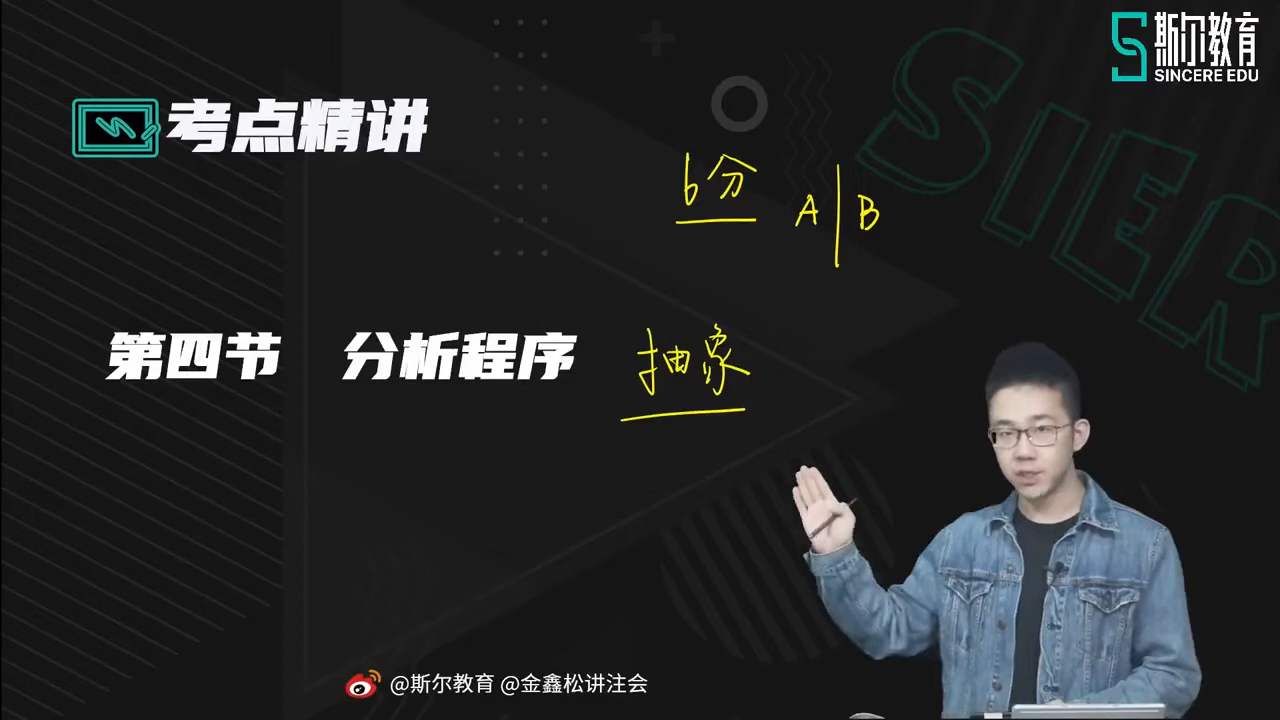 斯尔教育
SINCERE EDU
考点精讲
SIER
6分
A | B
第四节 分析程序
抽象
@斯尔教育 @金鑫松讲注会